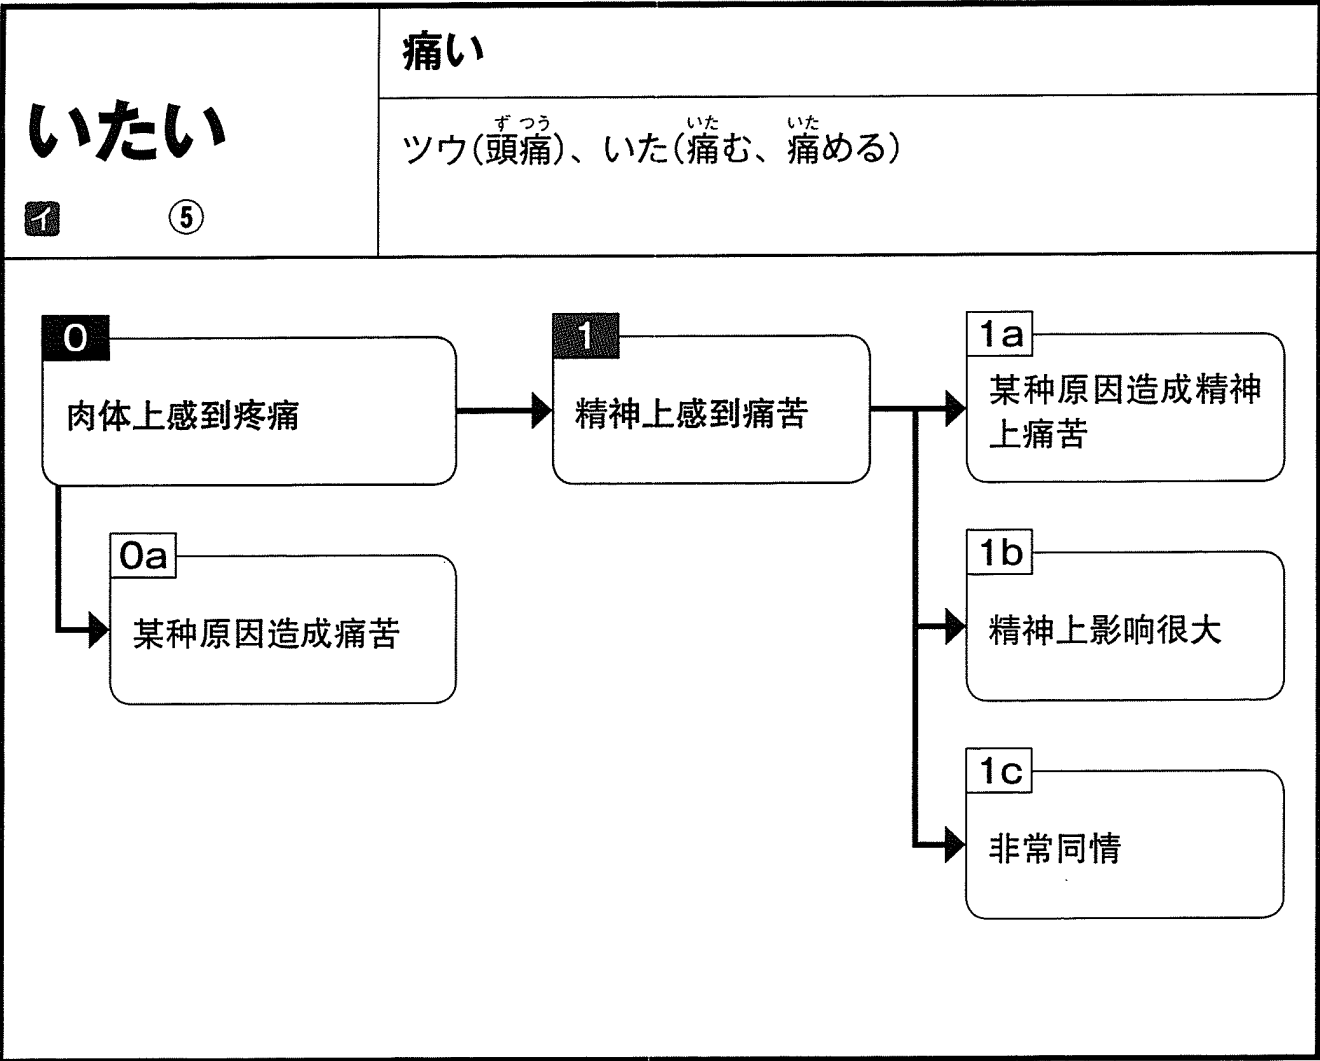 いたい
イ ⑤
痛い
ずつう いた いた
ツウ(頭痛)、いた(痛む、痛める)
0
肉体上感到疼痛
0a
某种原因造成痛苦
1
精神上感到痛苦
1a
某种原因造成精神
上痛苦
1b
精神上影响很大
1c
非常同情